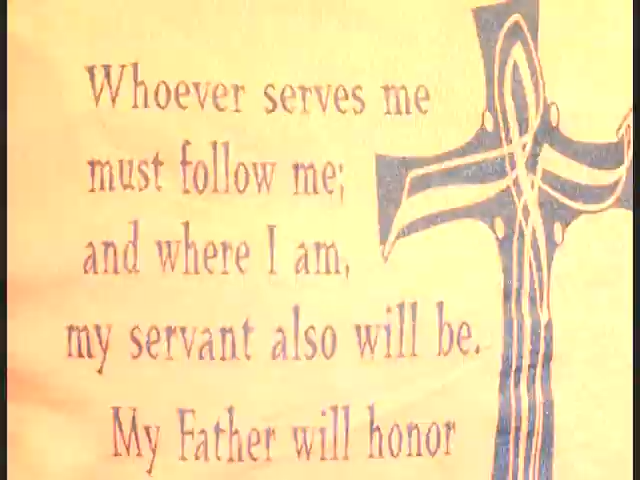 Whoever serves me
must follow me;
and where I am,
my servant also will be.
My Father will honor